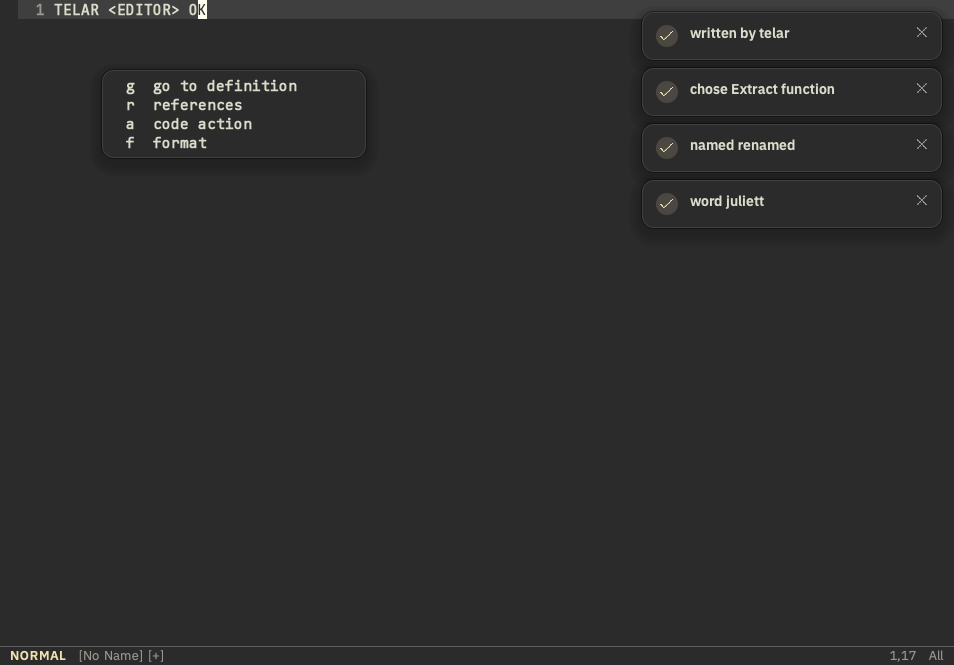 1 TELAR <EDITOR> OK
written by telar
g go to definition
r references
a code action
f format
chose Extract function
named renamed
word juliett
NORMAL [No Name] [+] 1,17 All